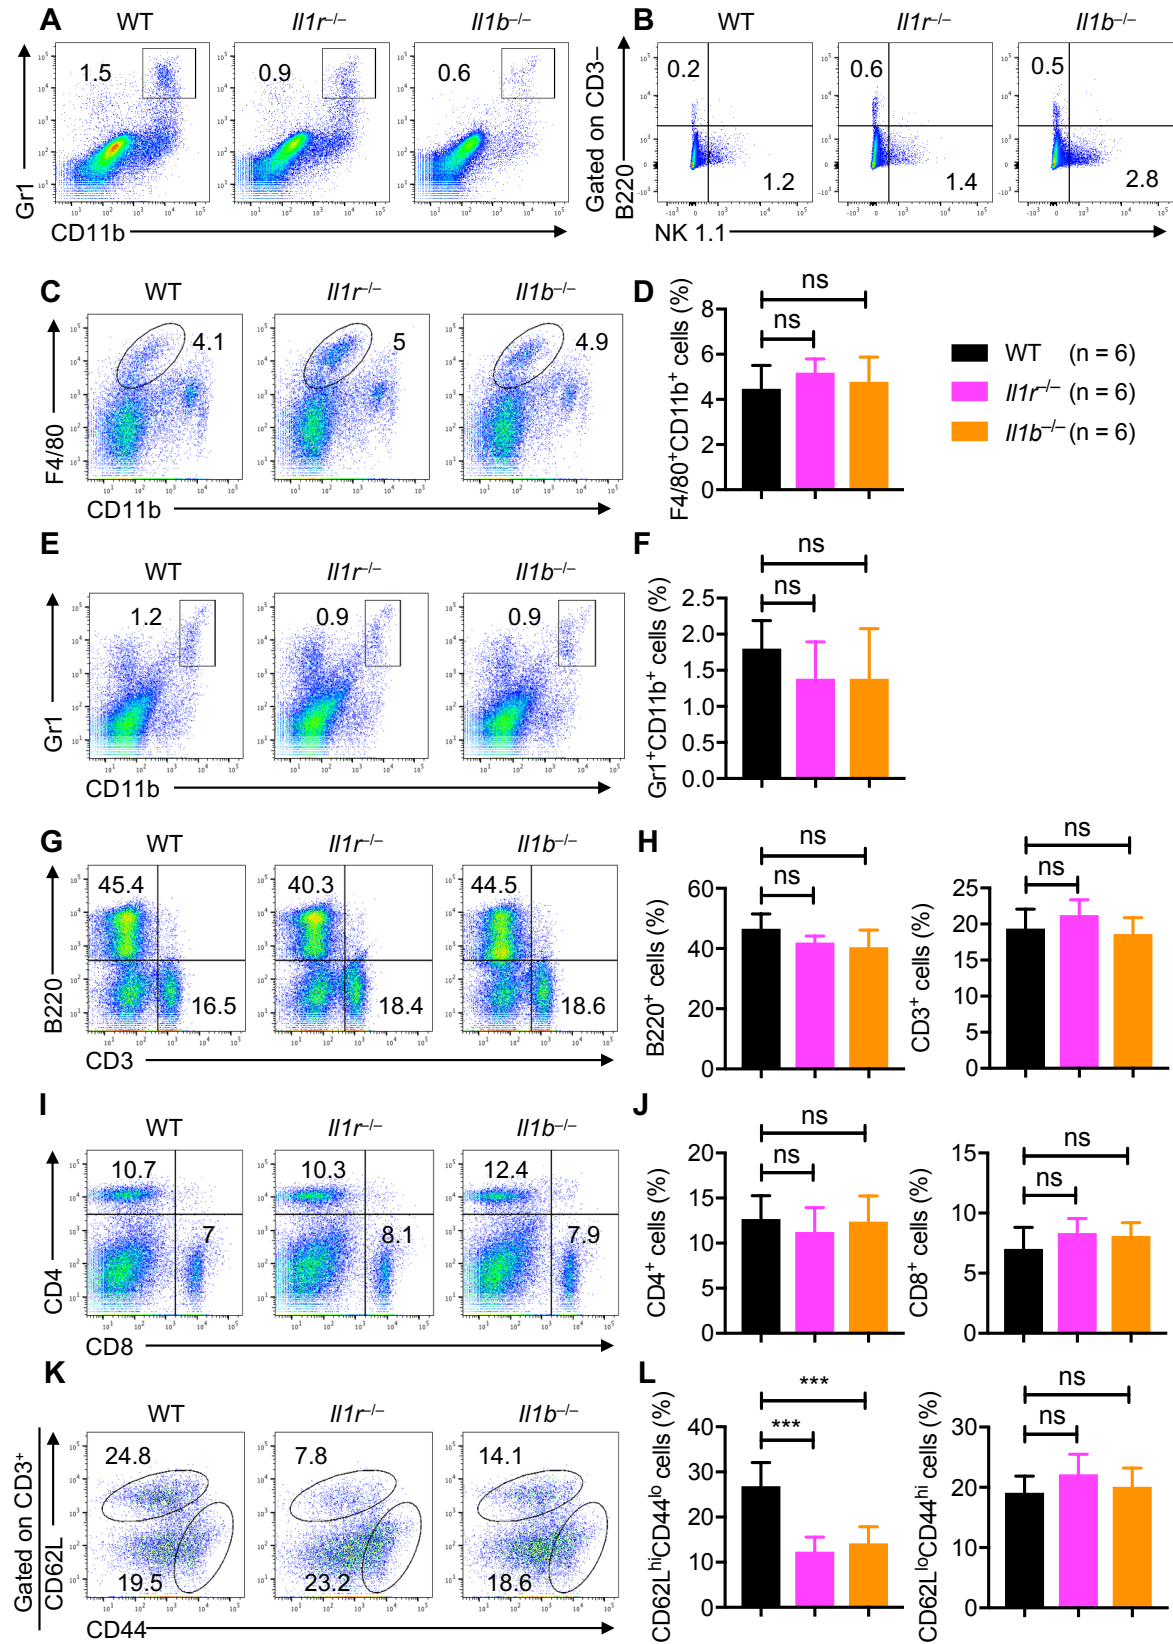 A
WT
Il1r–/–
Il1b–/–
1.5
0.9
0.6
Gr1
CD11b
B
WT
Il1r–/–
Il1b–/–
0.2
0.6
0.5
1.2
1.4
2.8
Gated on CD3–
B220
NK 1.1
C
WT
Il1r–/–
Il1b–/–
4.1
5
4.9
F4/80
CD11b
D
ns
ns
F4/80+CD11b+ cells (%)
8
6
4
2
0
WT (n = 6)
Il1r–/– (n = 6)
Il1b–/– (n = 6)
E
WT
Il1r–/–
Il1b–/–
1.2
0.9
0.9
Gr1
CD11b
F
ns
ns
Gr1+CD11b+ cells (%)
2.5
2.0
1.5
1.0
0.5
0.0
G
WT
Il1r–/–
Il1b–/–
45.4
40.3
44.5
16.5
18.4
18.6
B220
CD3
H
ns
ns
B220+ cells (%)
60
40
20
0
ns
ns
CD3+ cells (%)
25
20
15
10
5
0
I
WT
Il1r–/–
Il1b–/–
10.7
10.3
12.4
7
8.1
7.9
CD4
CD8
J
ns
ns
CD4+ cells (%)
20
15
10
5
0
ns
ns
CD8+ cells (%)
15
10
5
0
K
WT
Il1r–/–
Il1b–/–
24.8
7.8
14.1
19.5
23.2
18.6
Gated on CD3+
CD62L
CD44
L
***
***
CD62LhiCD44lo cells (%)
40
30
20
10
0
ns
ns
CD62LloCD44hi cells (%)
30
20
10
0